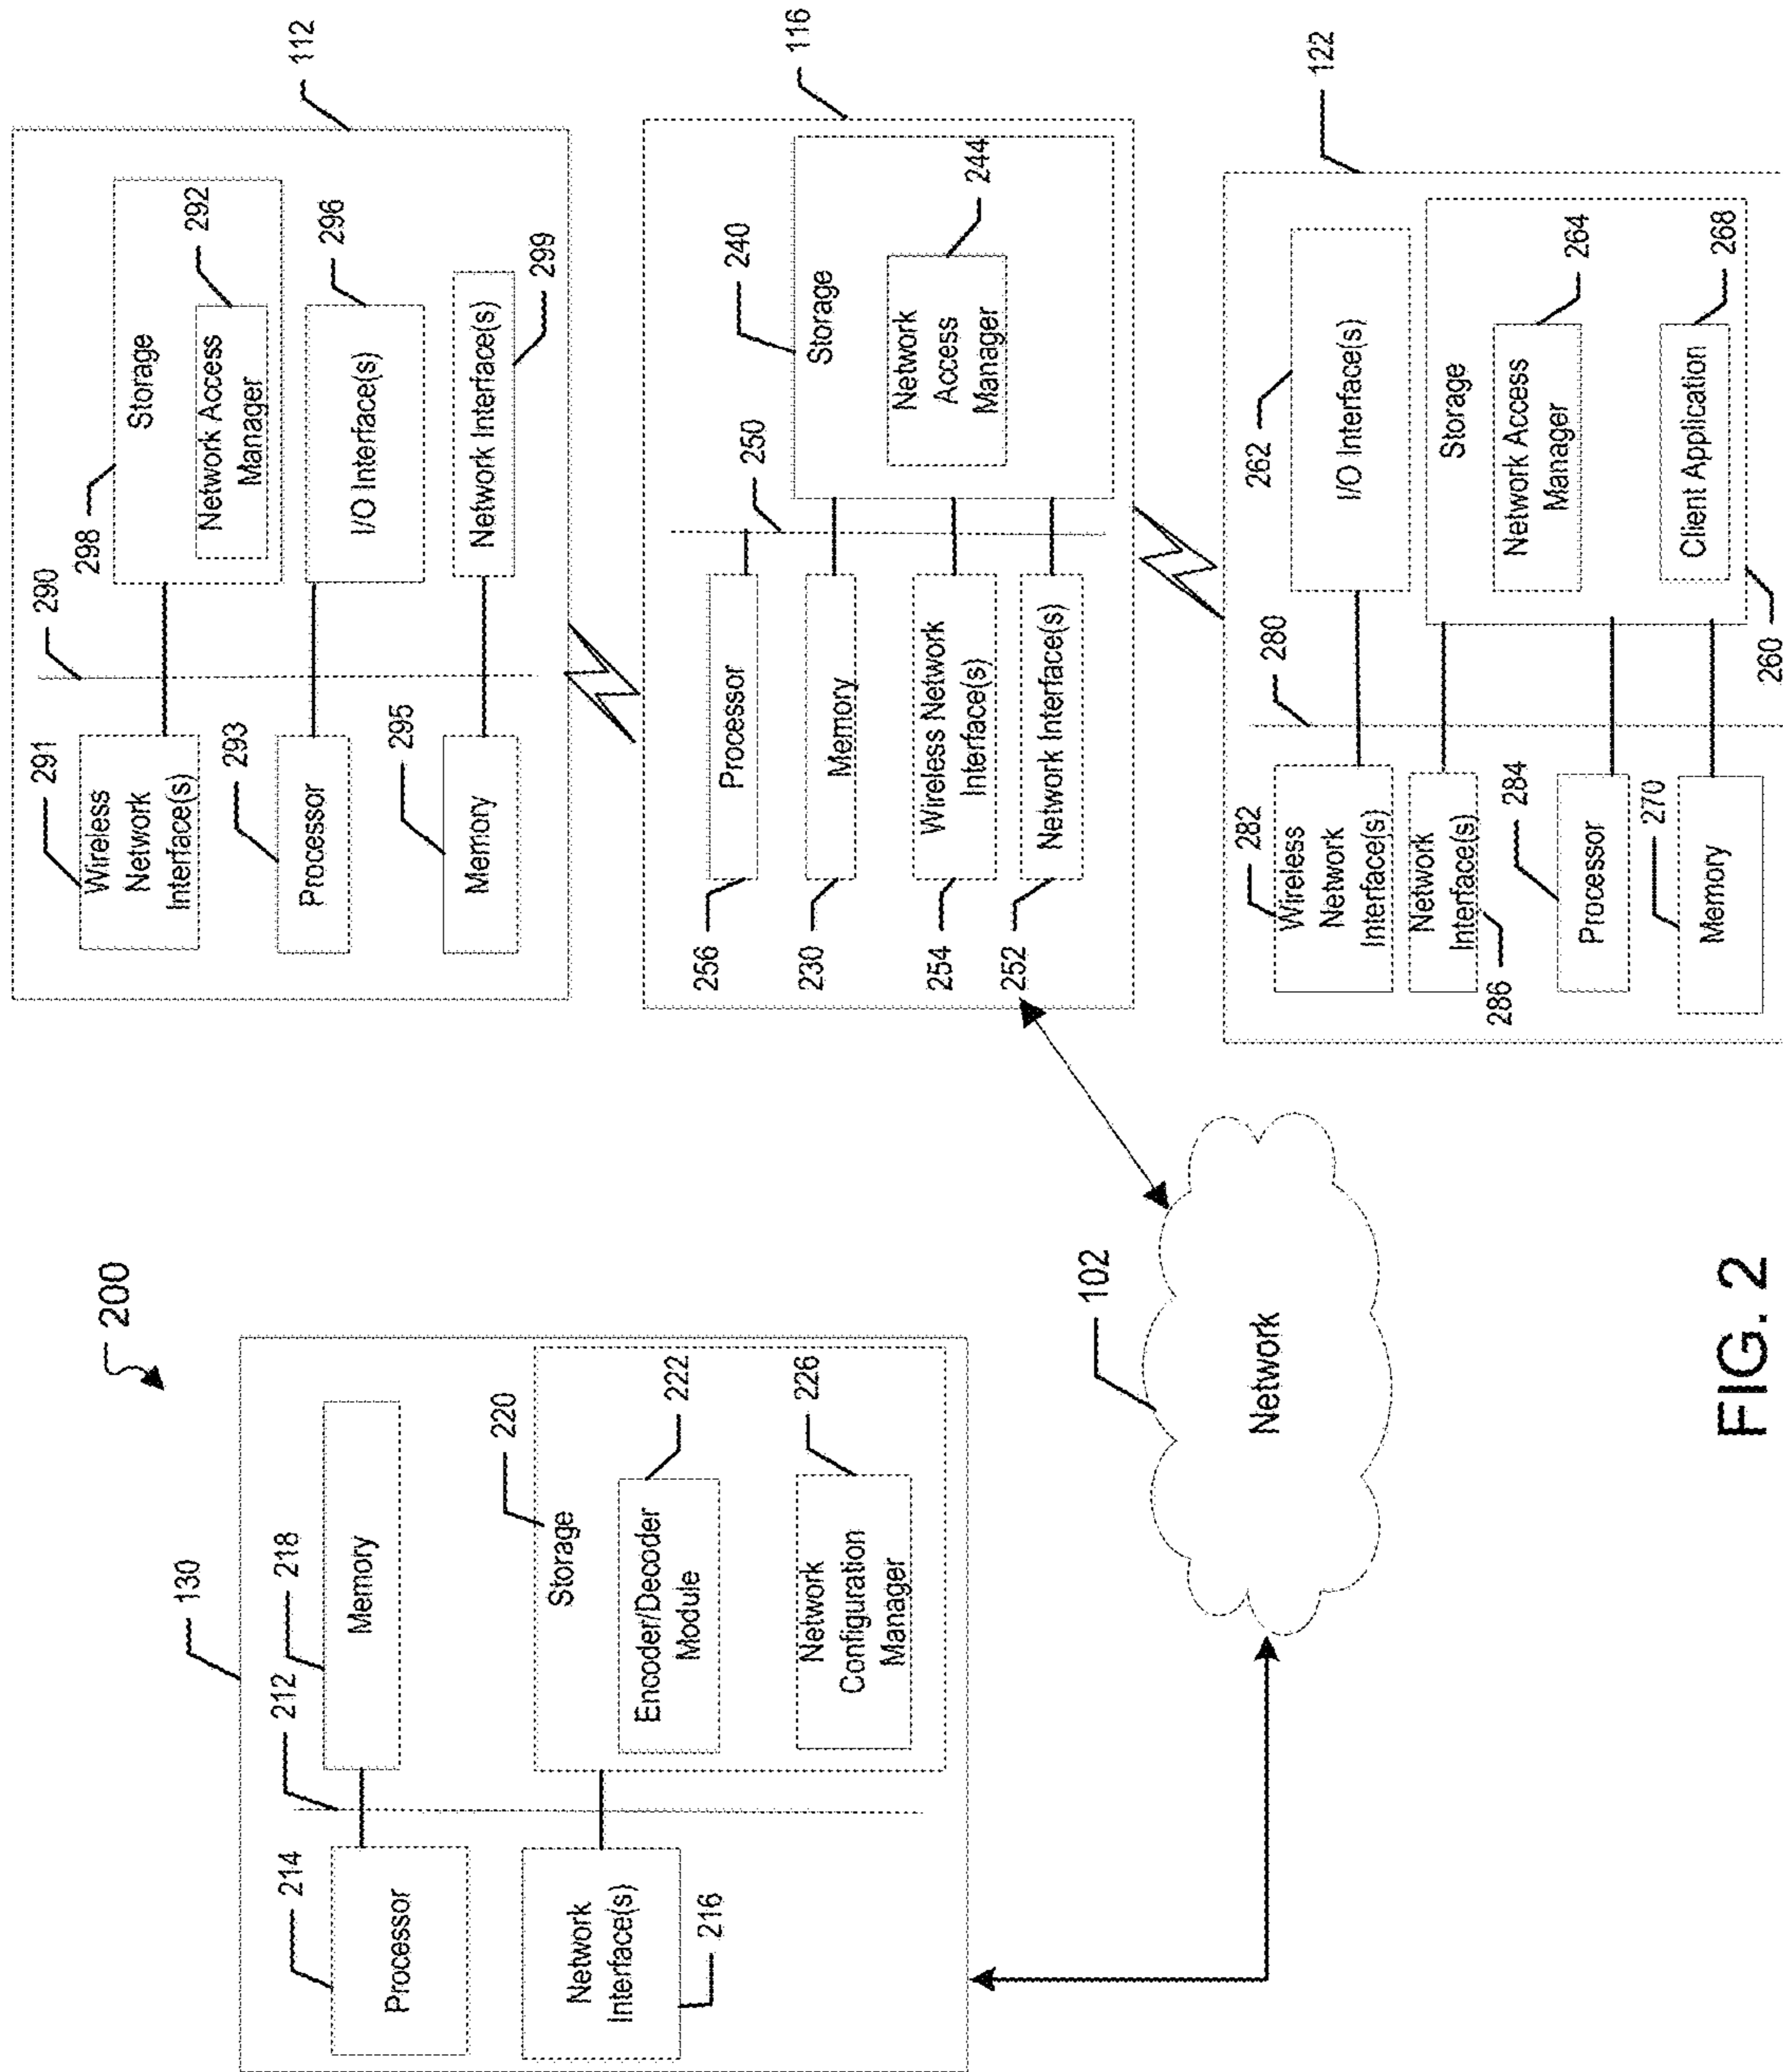 200
130
214
Processor
212
218
Memory
Network
Interface(s)
216
220
Storage
Encoder/Decoder
Module
222
Network
Configuration
Manager
226
102
Network
291
Wireless
Network
Interface(s)
290
298
Storage
Network Access
Manager
292
112
293
Processor
I/O Interface(s)
296
295
Memory
Network Interface(s)
299
256
Processor
250
240
Storage
116
230
Memory
Network
Access
Manager
244
254
Wireless Network
Interface(s)
252
Network Interface(s)
282
Wireless
Network
Interface(s)
280
262
I/O Interface(s)
122
Network
Interface(s)
286
Storage
284
Processor
Network Access
Manager
264
270
Memory
Client Application
268
260
FIG. 2